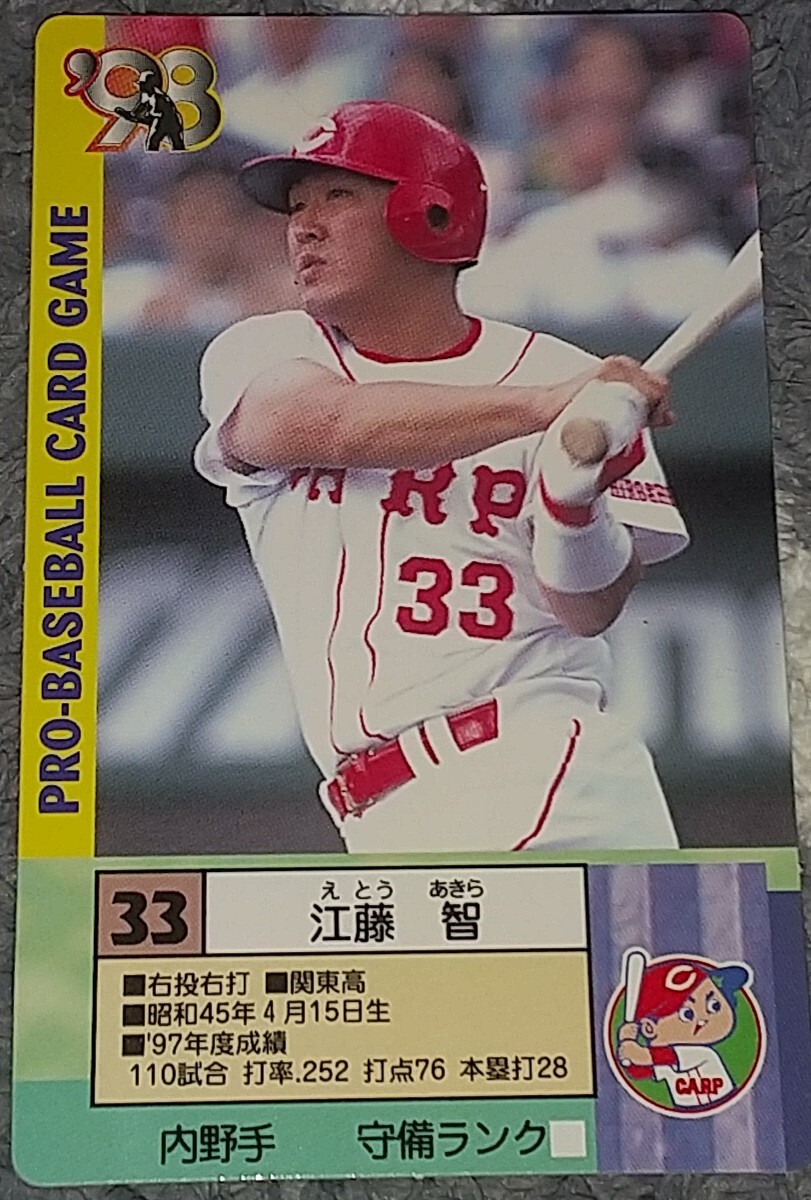 '98
PRO-BASEBALL CARD GAME
C
RP
33
33
えとう あきら
江藤 智
■右投右打 ■関東高
■昭和45年4月15日生
■'97年度成績
110試合 打率.252 打点76 本塁打28
C
CARP
内野手 守備ランク